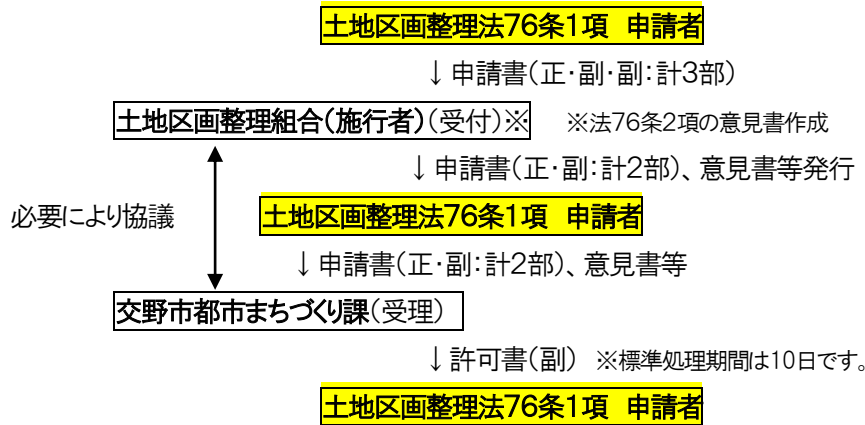 土地区画整理法76条1項　申請者
↓申請書(正・副・副：計3部)
土地区画整理組合(施行者)(受付)※　※法76条2項の意見書作成
↓申請書(正・副：計2部)、意見書等発行
必要により協議　土地区画整理法76条1項　申請者
↓申請書(正・副：計2部)、意見書等
交野市都市まちづくり課(受理)
↓許可書(副)　※標準処理期間は10日です。
土地区画整理法76条1項　申請者